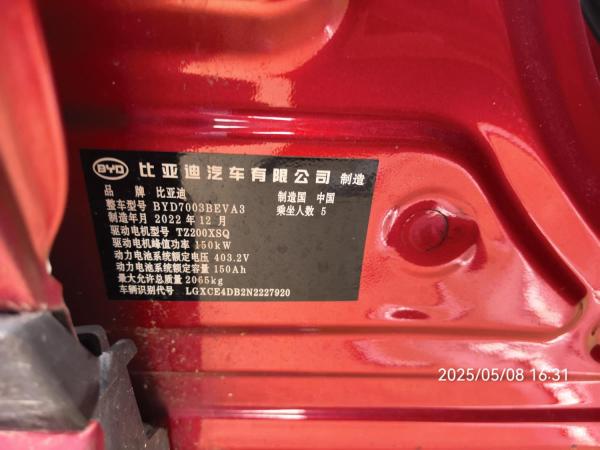 BYD 比亚迪汽车有限公司 制造
品 牌 比亚迪 制造国 中国
整车型号 BYD7003BEVA3 乘坐人数 5
制造年月 2022 年 12 月
驱动电机型号 TZ200XSQ
驱动电机峰值功率 150kW
动力电池系统额定电压 403.2V
动力电池系统额定容量 150Ah
最大允许总质量 2065kg
车辆识别代号 LGXCE4DB2N2227920
2025/05/08 16:31